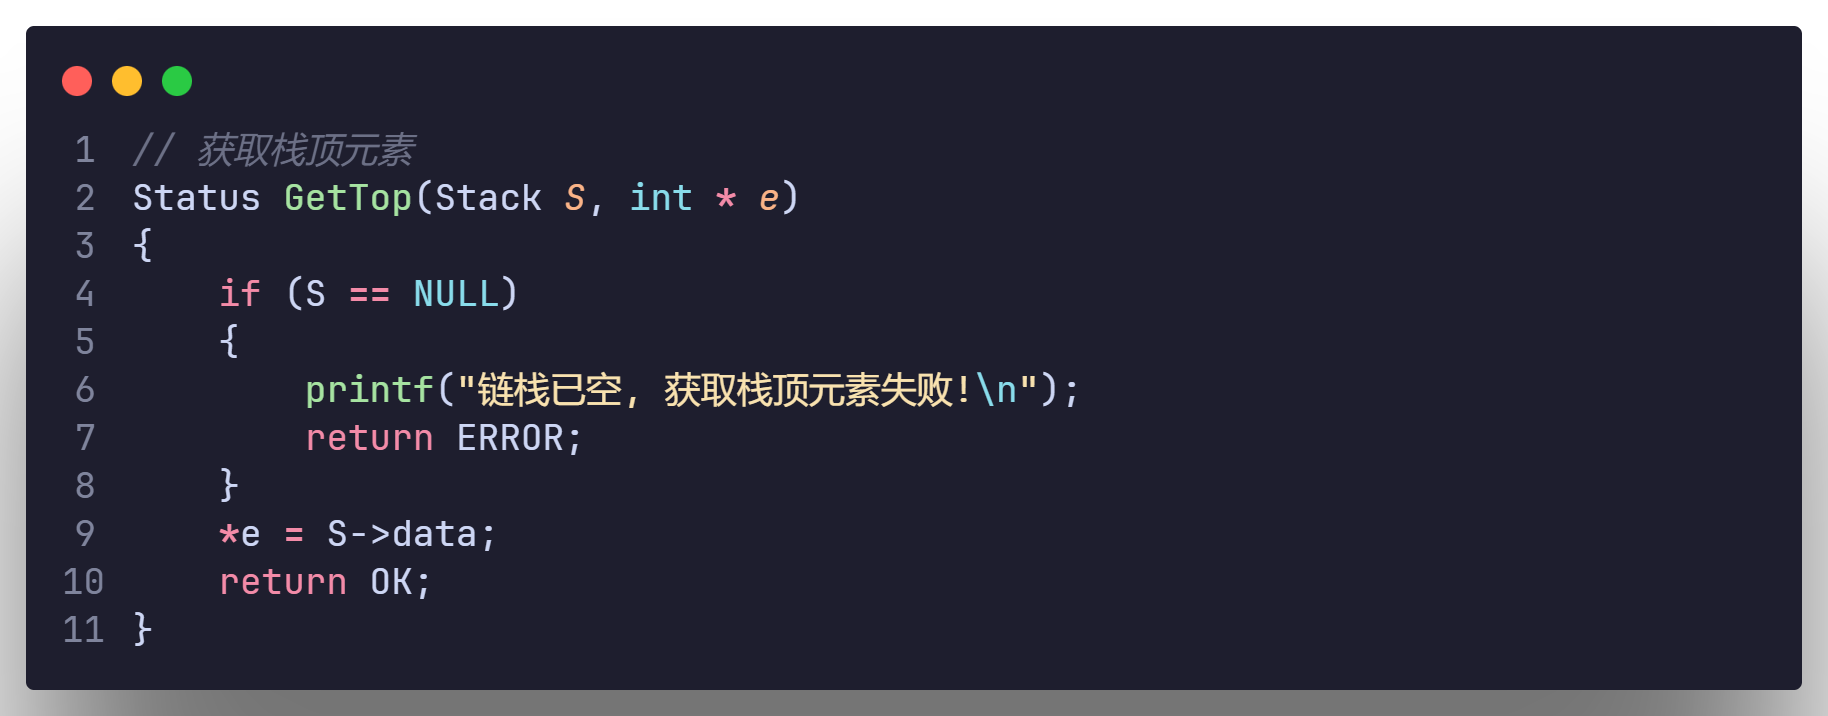 1 // 获取栈顶元素
2 Status GetTop(Stack S, int * e)
3 {
4     if (S == NULL)
5     {
6         printf("链栈已空, 获取栈顶元素失败!\n");
7         return ERROR;
8     }
9     *e = S->data;
10     return OK;
11 }